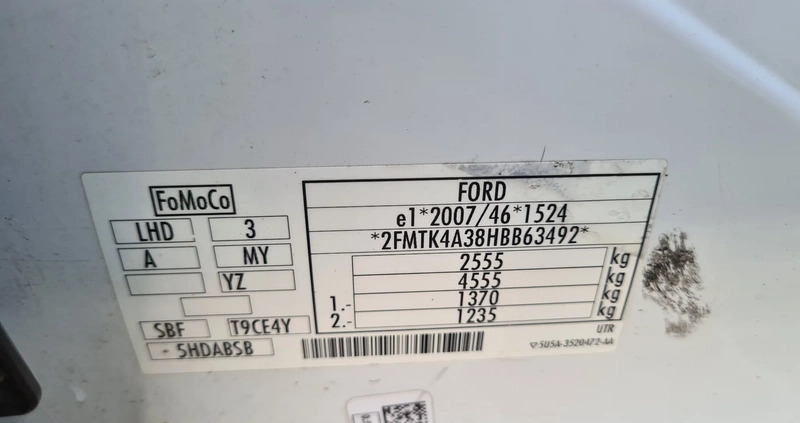 FoMoCo
LHD 3
A MY
YZ
SBF T9CE4Y
- 5HDABSB
FORD
e1*2007/46*1524
*2FMTK4A38HBB63492*
2555 kg
4555 kg
1.- 1370 kg
2.- 1235 kg
UTR
5U5A-3520472-AA